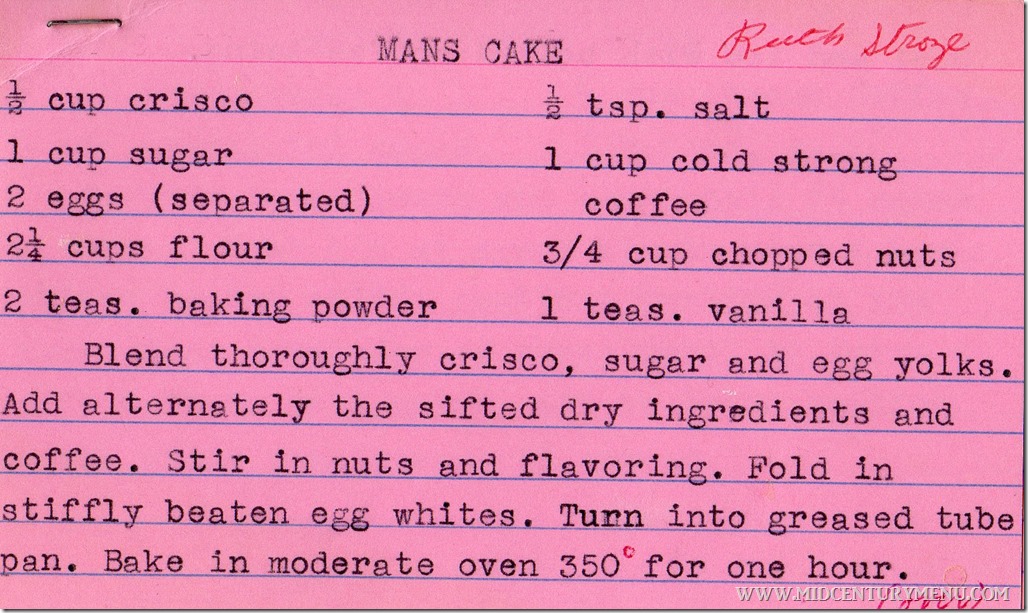 MANS CAKE
Ruth Stroze
½ cup crisco
½ tsp. salt
1 cup sugar
1 cup cold strong
coffee
2 eggs (separated)
2¼ cups flour
3/4 cup chopped nuts
2 teas. baking powder
1 teas. vanilla
Blend thoroughly crisco, sugar and egg yolks.
Add alternately the sifted dry ingredients and
coffee. Stir in nuts and flavoring. Fold in
stiffly beaten egg whites. Turn into greased tube
pan. Bake in moderate oven 350° for one hour.
WWW.MIDCENTURYMENU.COM